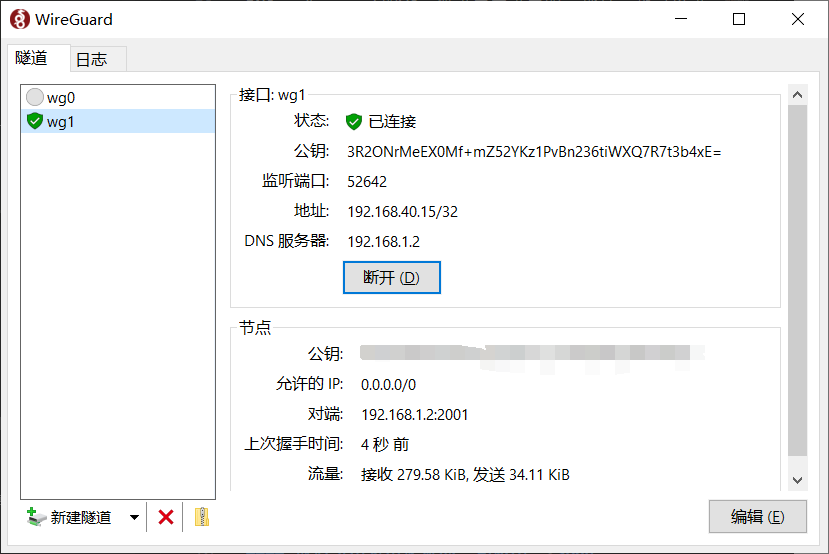 WireGuard
隧道 日志
wg0
wg1
接口: wg1
状态: 已连接
公钥: 3R2ONrMeEX0Mf+mZ52YKz1PvBn236tiWXQ7R7t3b4xE=
监听端口: 52642
地址: 192.168.40.15/32
DNS 服务器: 192.168.1.2
断开 (D)
节点
公钥:
允许的 IP: 0.0.0.0/0
对端: 192.168.1.2:2001
上次握手时间: 4 秒 前
流量: 接收 279.58 KiB, 发送 34.11 KiB
新建隧道
编辑 (E)